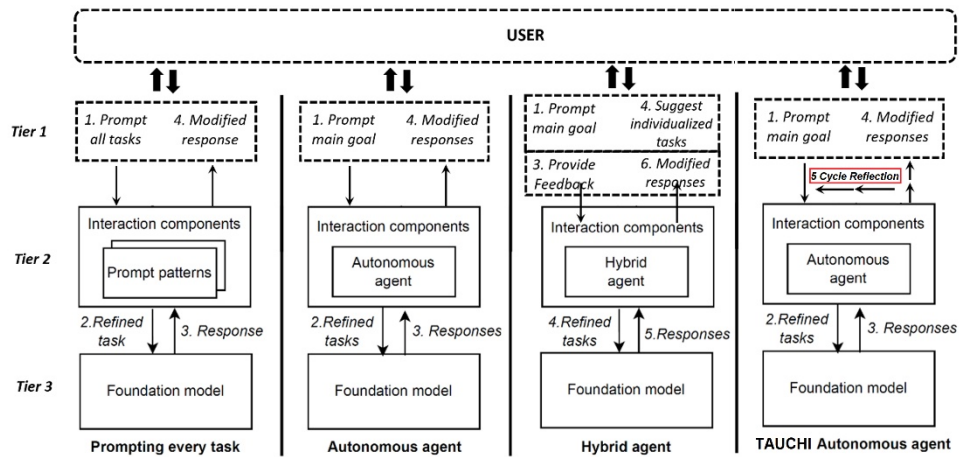 USER
Tier 1
1. Prompt
all tasks
4. Modified
response
1. Prompt
main goal
4. Modified
responses
1. Prompt
main goal
4. Suggest
individualized
tasks
3. Provide
Feedback
6. Modified
responses
1. Prompt
main goal
4. Modified
responses
5 Cycle Reflection
Tier 2
Interaction components
Prompt patterns
Interaction components
Autonomous
agent
Interaction components
Hybrid
agent
Interaction components
Autonomous
agent
2.Refined
task
3. Response
2.Refined
tasks
3. Responses
4.Refined
tasks
5.Responses
2.Refined
tasks
3. Responses
Tier 3
Foundation model
Foundation model
Foundation model
Foundation model
Prompting every task
Autonomous agent
Hybrid agent
TAUCHI Autonomous agent